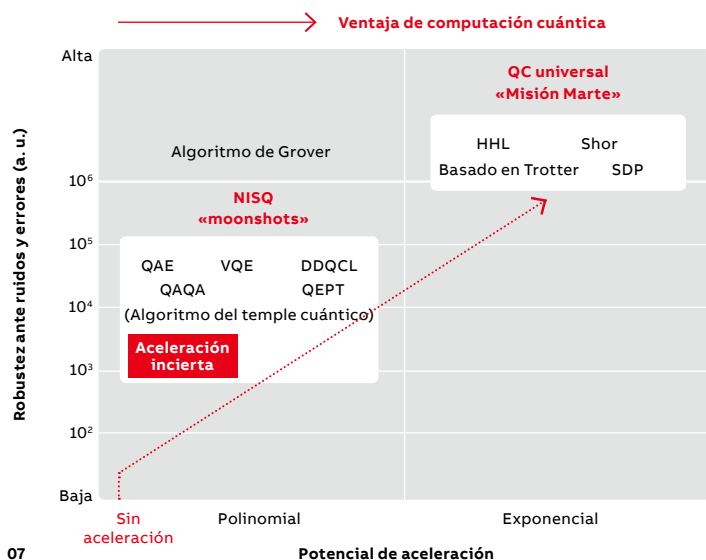 Ventaja de computación cuántica
Alta
QC universal
«Misión Marte»
HHL Shor
Basado en Trotter SDP
Algoritmo de Grover
10⁶
NISQ
«moonshots»
10⁵
QAE VQE DDQCL
QAQA QEPT
10⁴
(Algoritmo del temple cuántico)
Aceleración
incierta
10³
10²
Baja
Robustez ante ruidos y errores (a. u.)
Sin
aceleración
Polinomial
Exponencial
07
Potencial de aceleración